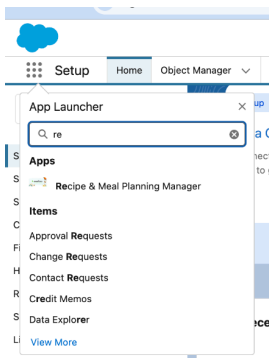 Setup Home Object Manager
App Launcher
up
re
Apps
Recipe & Meal Planning Manager
Items
Approval Requests
Change Requests
Contact Requests
Credit Memos
Data Explorer
View More